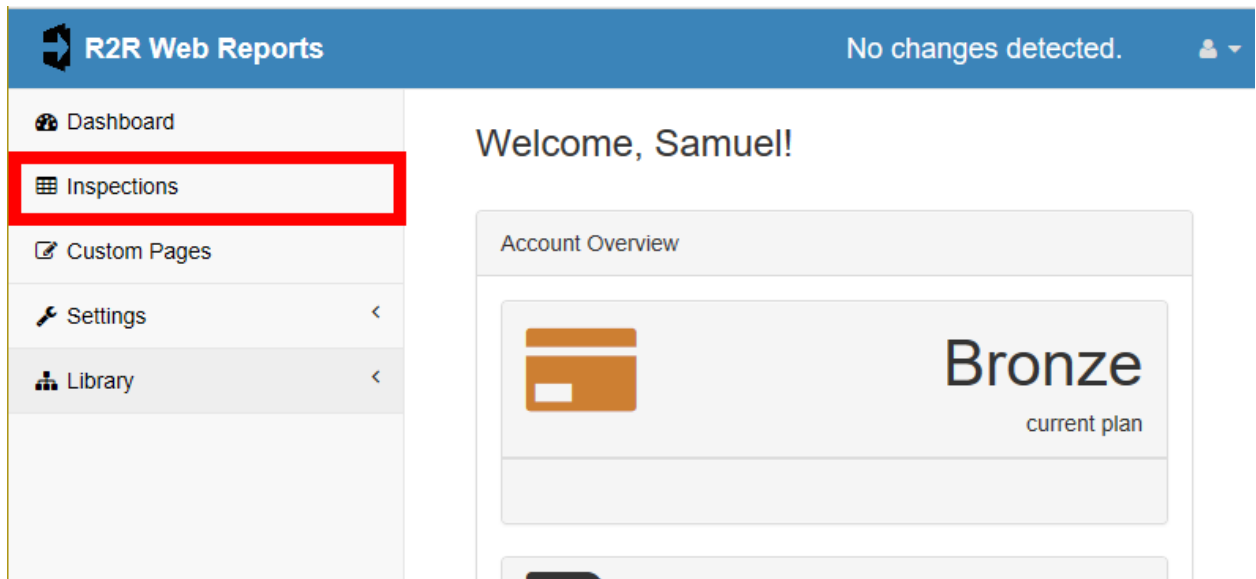 R2R Web Reports
No changes detected.
Dashboard
Inspections
Custom Pages
Settings
Library
Welcome, Samuel!
Account Overview
Bronze
current plan